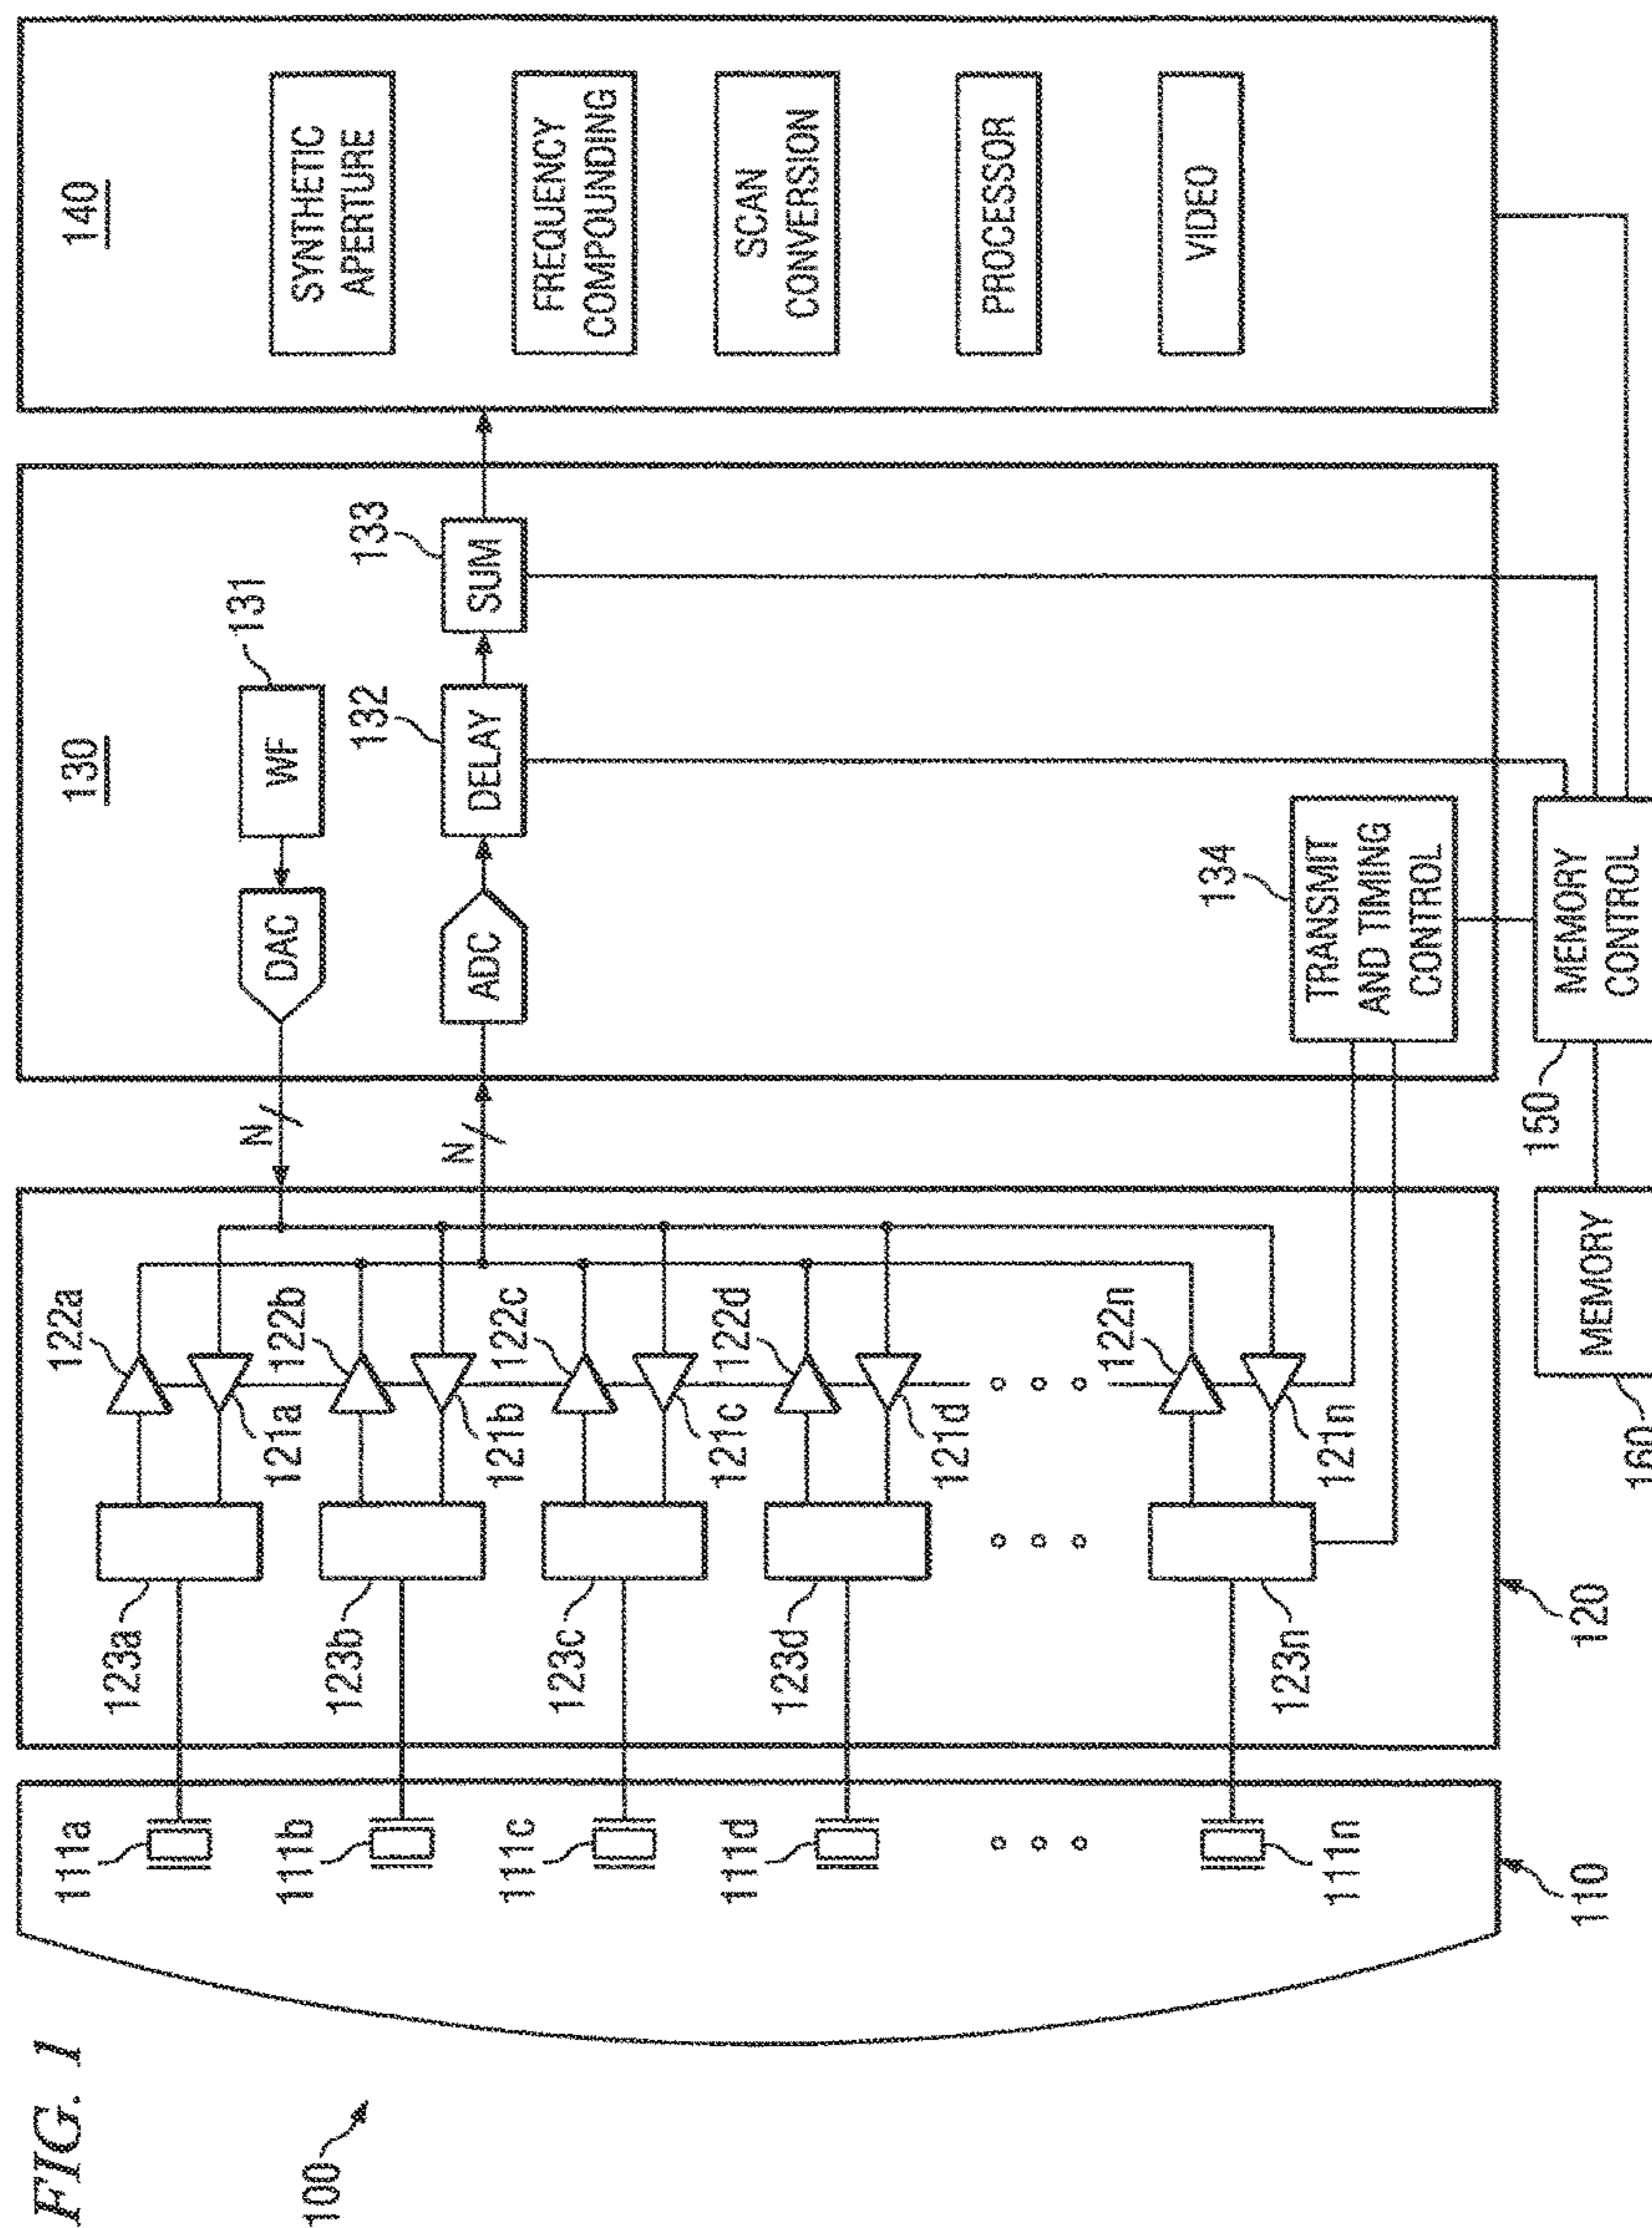 FIG. 1
100
110
111a
111b
111c
111d
111n
120
123a
123b
123c
123d
123n
122a
121a
122b
121b
122c
121c
122d
121d
122n
121n
N
N
130
DAC
WF
131
ADC
DELAY
132
SUM
133
TRANSMIT
AND TIMING
CONTROL
134
140
SYNTHETIC
APERTURE
FREQUENCY
COMPOUNDING
SCAN
CONVERSION
PROCESSOR
VIDEO
MEMORY
CONTROL
150
MEMORY
160